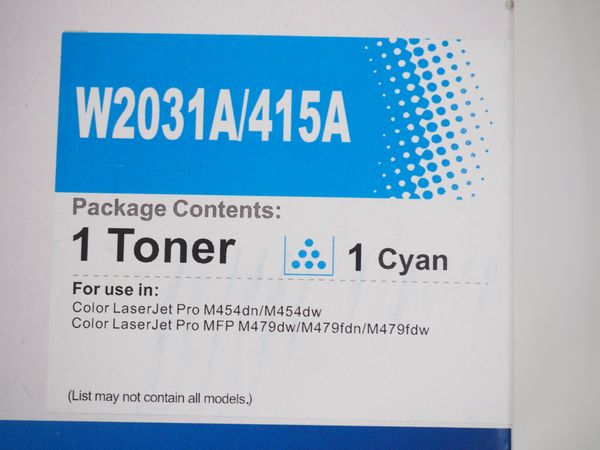 W2031A/415A
Package Contents:
1 Toner 1 Cyan
For use in:
Color LaserJet Pro M454dn/M454dw
Color LaserJet Pro MFP M479dw/M479fdn/M479fdw
(List may not contain all models.)